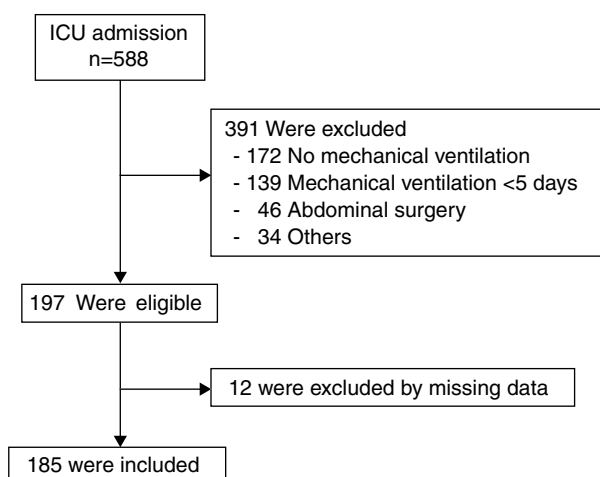 ICU admission
n=588
391 Were excluded
- 172 No mechanical ventilation
- 139 Mechanical ventilation <5 days
- 46 Abdominal surgery
- 34 Others
197 Were eligible
12 were excluded by missing data
185 were included